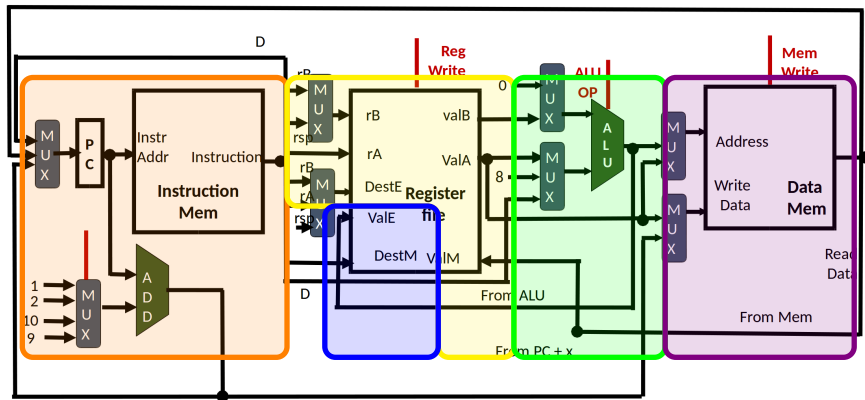 D
Reg
Write
Mem
Write
ALU
OP
0
8
rB
rsp
rB
rA
rsp
M
U
X
M
U
X
M
U
X
M
U
X
M
U
X
M
U
X
M
U
X
M
U
X
P
C
Instr
Addr
Instruction
Instruction
Mem
rB
rA
DestE
ValE
DestM
valB
ValA
Register
file
ValM
A
L
U
Address
Write
Data
Data
Mem
Read
Data
A
D
D
1
2
10
9
D
From ALU
From Mem
From PC + x